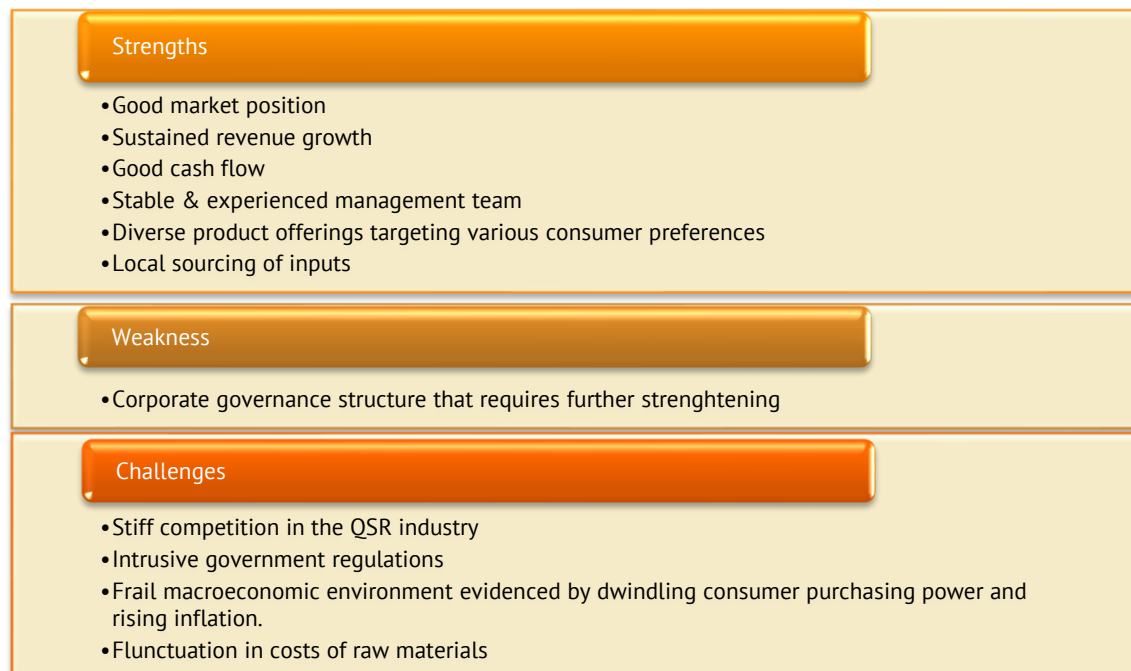 Strengths
•Good market position
•Sustained revenue growth
•Good cash flow
•Stable & experienced management team
•Diverse product offerings targeting various consumer preferences
•Local sourcing of inputs
Weakness
•Corporate governance structure that requires further strenghtening
Challenges
•Stiff competition in the QSR industry
•Intrusive government regulations
•Frail macroeconomic environment evidenced by dwindling consumer purchasing power and
rising inflation.
•Flunctuation in costs of raw materials